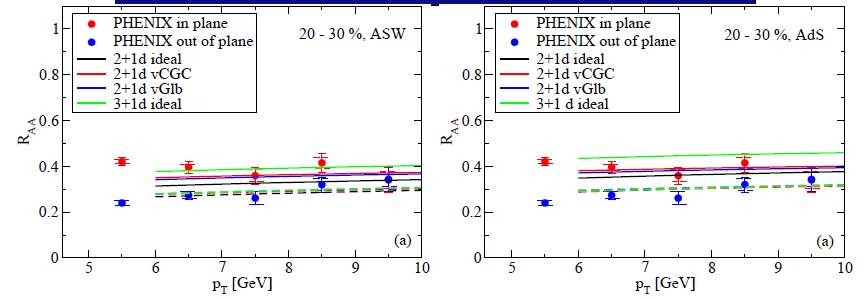 PHENIX in plane
PHENIX out of plane
2+1d ideal
2+1d vCGC
2+1d vGlb
3+1d ideal
20 - 30 %, ASW
1
0.8
0.6
0.4
0.2
0
R_AA
(a)
5 6 7 8 9 10
p_T [GeV]
PHENIX in plane
PHENIX out of plane
2+1d ideal
2+1d vCGC
2+1d vGlb
3+1 d ideal
20 - 30 %, AdS
1
0.8
0.6
0.4
0.2
0
R_AA
(a)
5 6 7 8 9 10
p_T [GeV]